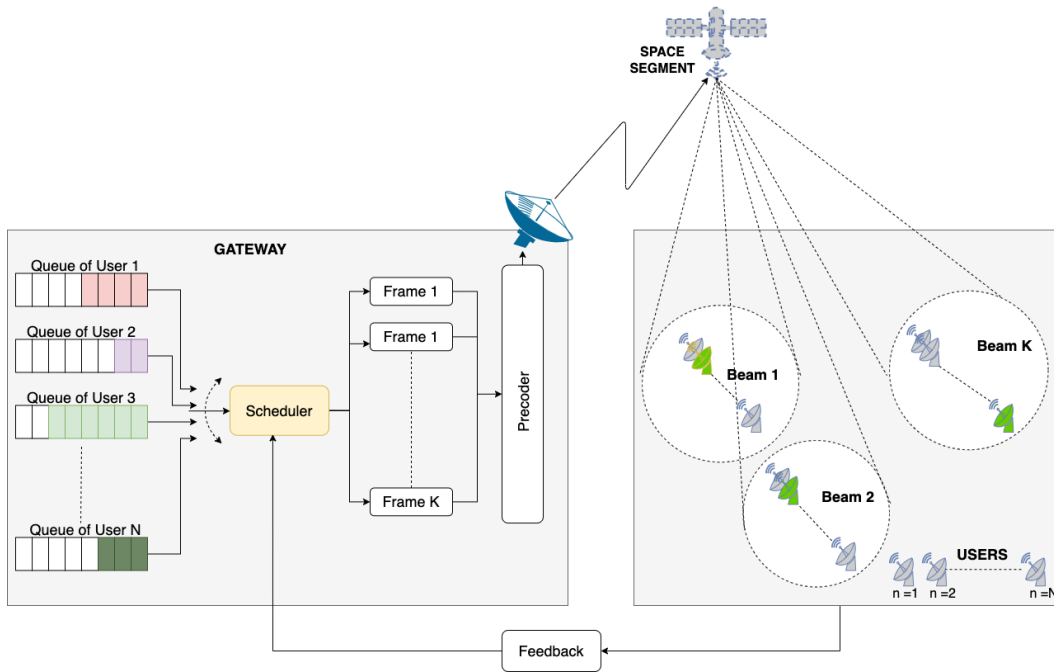 SPACE
SEGMENT
GATEWAY
Queue of User 1
Queue of User 2
Queue of User 3
Queue of User N
Scheduler
Frame 1
Frame 1
Frame K
Precoder
Beam 1
Beam K
Beam 2
USERS
n =1
n =2
n =N
Feedback